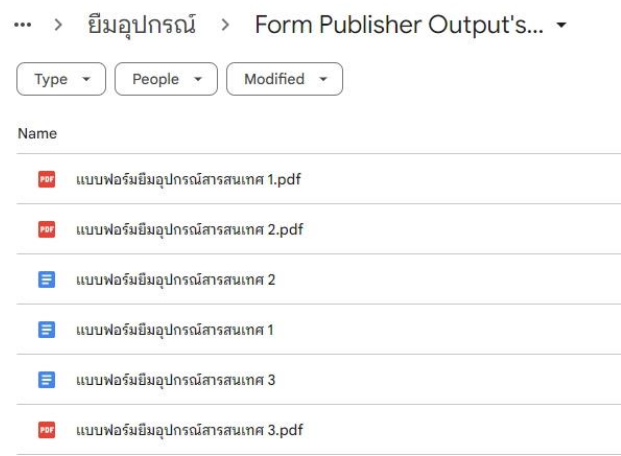 ... > ยืมอุปกรณ์ > Form Publisher Output's...
Type People Modified
Name
PDF แบบฟอร์มยืมอุปกรณ์สารสนเทศ 1.pdf
PDF แบบฟอร์มยืมอุปกรณ์สารสนเทศ 2.pdf
แบบฟอร์มยืมอุปกรณ์สารสนเทศ 2
แบบฟอร์มยืมอุปกรณ์สารสนเทศ 1
แบบฟอร์มยืมอุปกรณ์สารสนเทศ 3
PDF แบบฟอร์มยืมอุปกรณ์สารสนเทศ 3.pdf